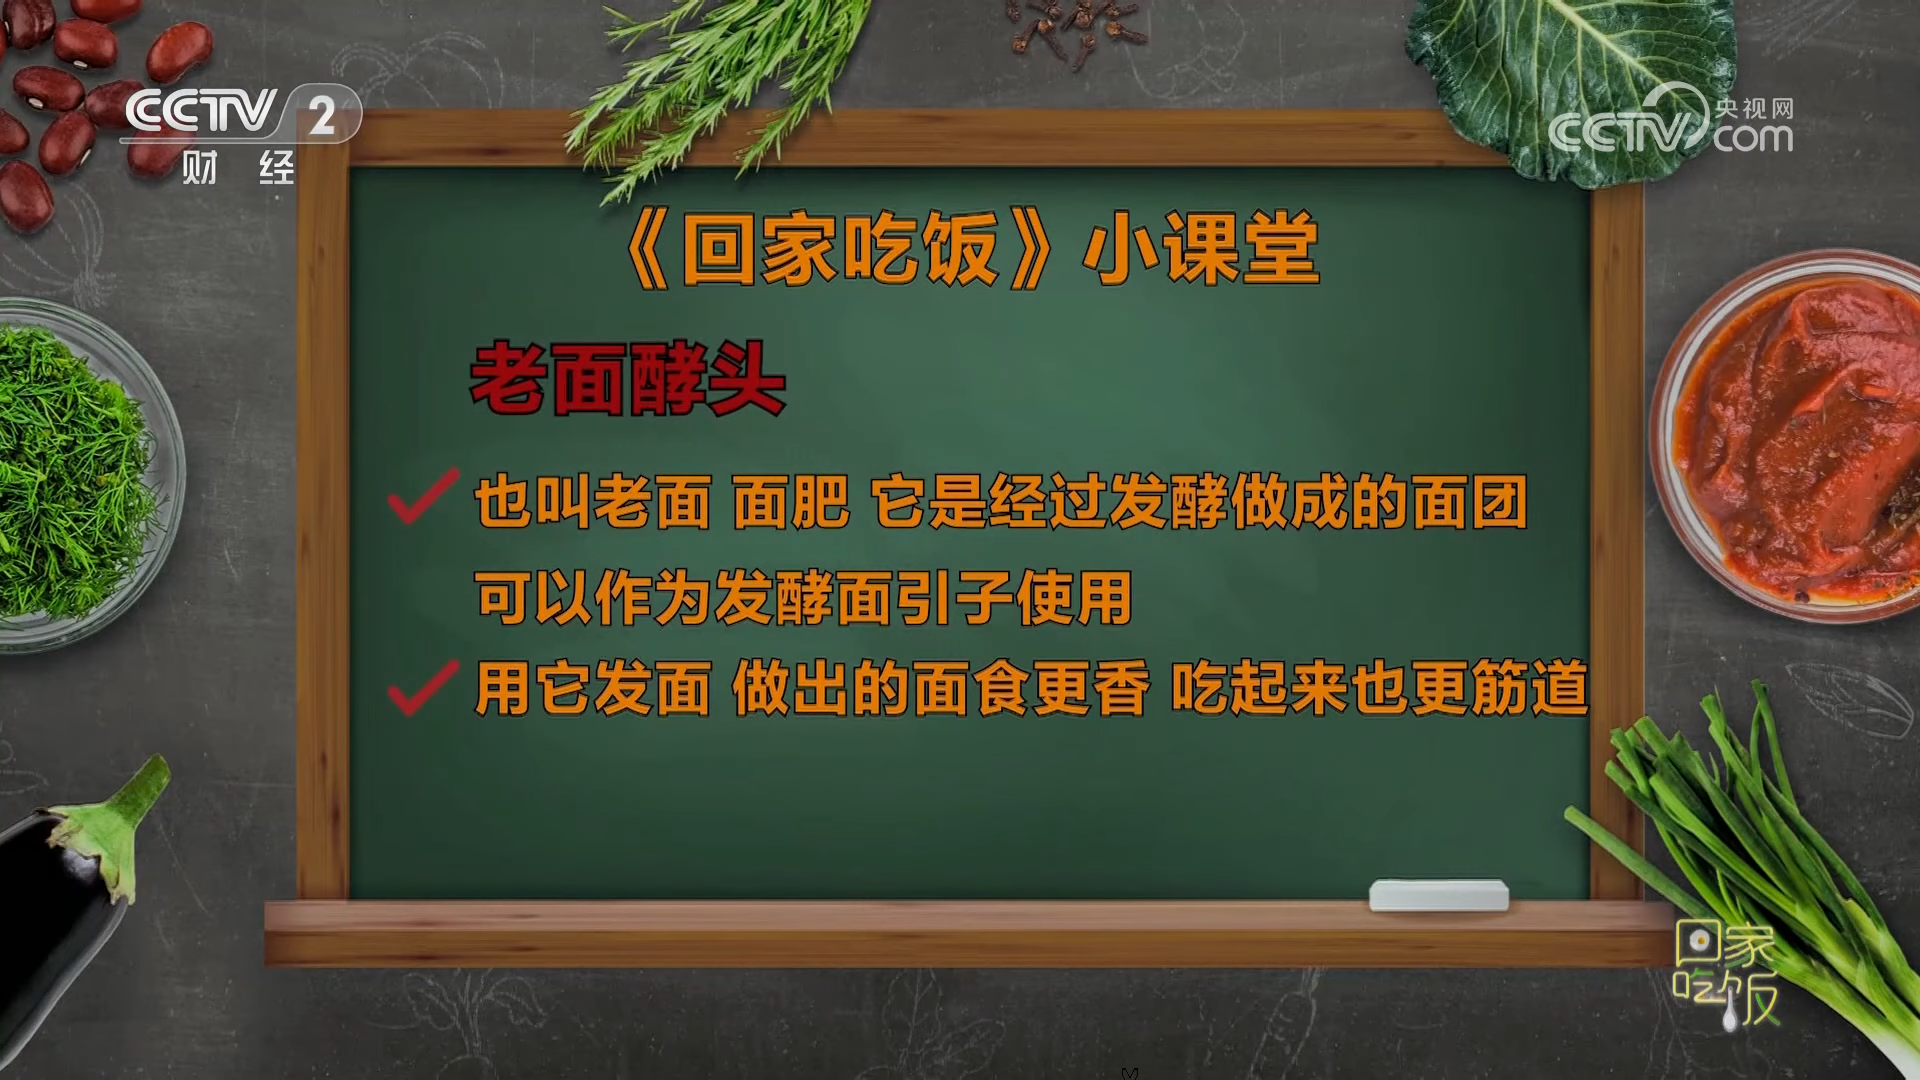 CCTV 2
财 经
央视网
CCTV.com
《回家吃饭》小课堂
老面酵头
也叫老面 面肥 它是经过发酵做成的面团
可以作为发酵面引子使用
用它发面 做出的面食更香 吃起来也更筋道
回家
吃饭